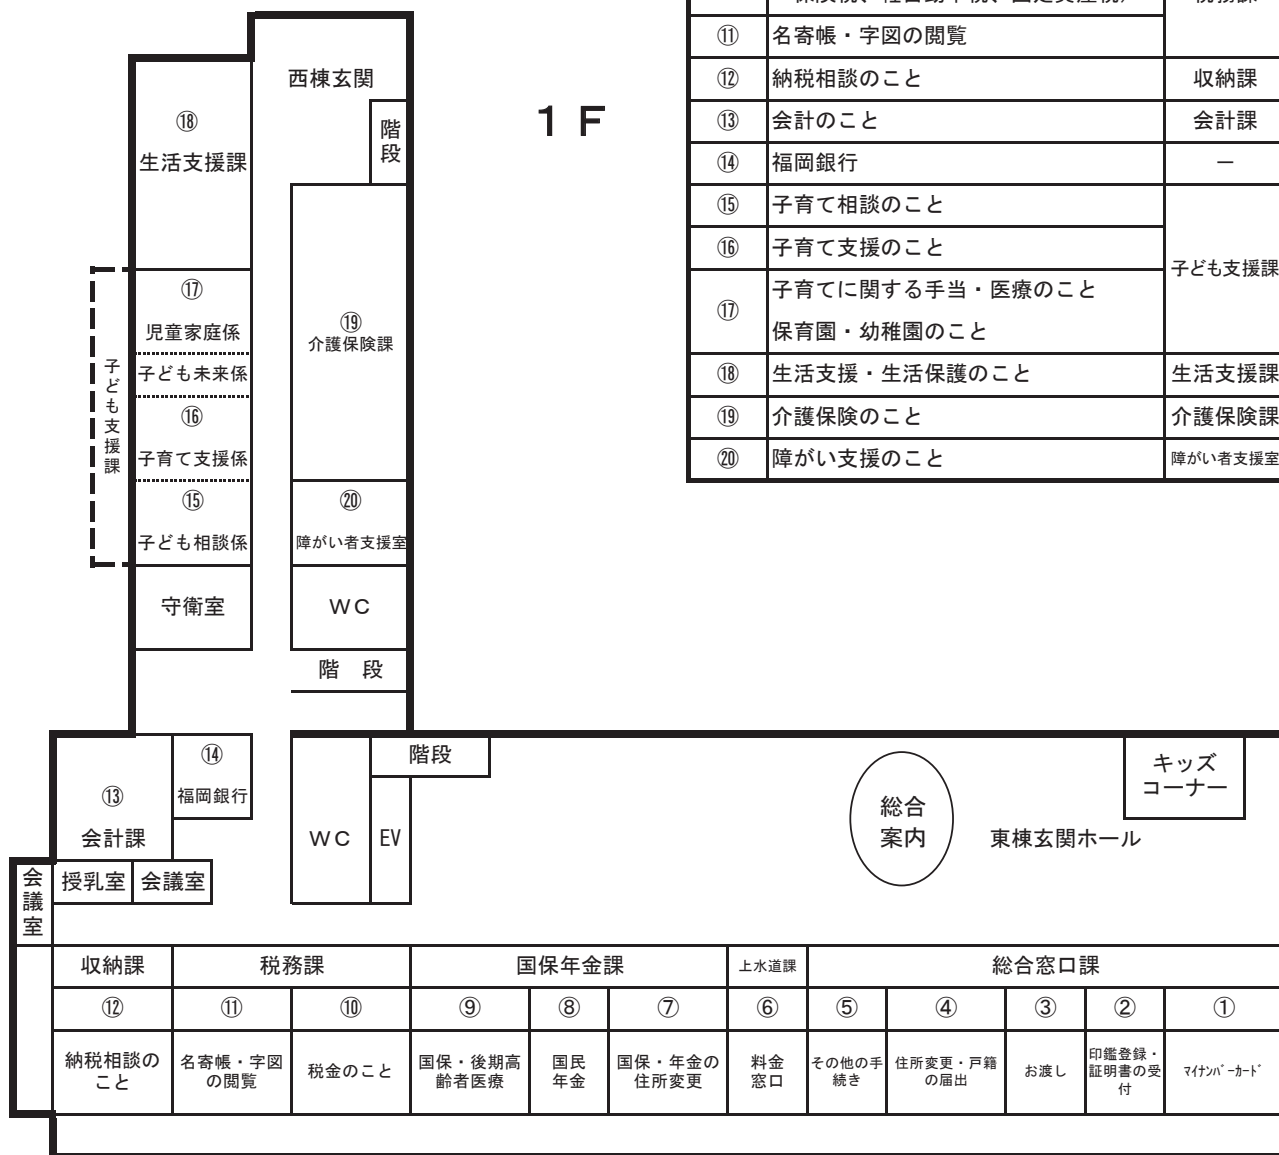 西棟玄関
階段
⑱
生活支援課
⑰
児童家庭係
子ども未来係
⑯
子育て支援係
⑮
子ども相談係
子ども支援課
⑲
介護保険課
⑳
障がい者支援室
守衛室
WC
階 段
1F
⑪ 名寄帳・字図の閲覧
⑫ 納税相談のこと 収納課
⑬ 会計のこと 会計課
⑭ 福岡銀行 －
⑮ 子育て相談のこと
⑯ 子育て支援のこと
子ども支援課
⑰ 子育てに関する手当・医療のこと
保育園・幼稚園のこと
⑱ 生活支援・生活保護のこと 生活支援課
⑲ 介護保険のこと 介護保険課
⑳ 障がい支援のこと 障がい者支援室
⑬
会計課
⑭
福岡銀行
WC
階段
EV
総合
案内
東棟玄関ホール
キッズ
コーナー
会議室
授乳室 会議室
収納課 税務課 国保年金課 上水道課 総合窓口課
⑫ ⑪ ⑩ ⑨ ⑧ ⑦ ⑥ ⑤ ④ ③ ② ①
納税相談の
こと
名寄帳・字図
の閲覧
税金のこと
国保・後期高
齢者医療
国民
年金
国保・年金の
住所変更
料金
窓口
その他の手
続き
住所変更・戸籍
の届出
お渡し
印鑑登録・
証明書の受
付
ﾏｲﾅﾝﾊﾞｰｶｰﾄﾞ